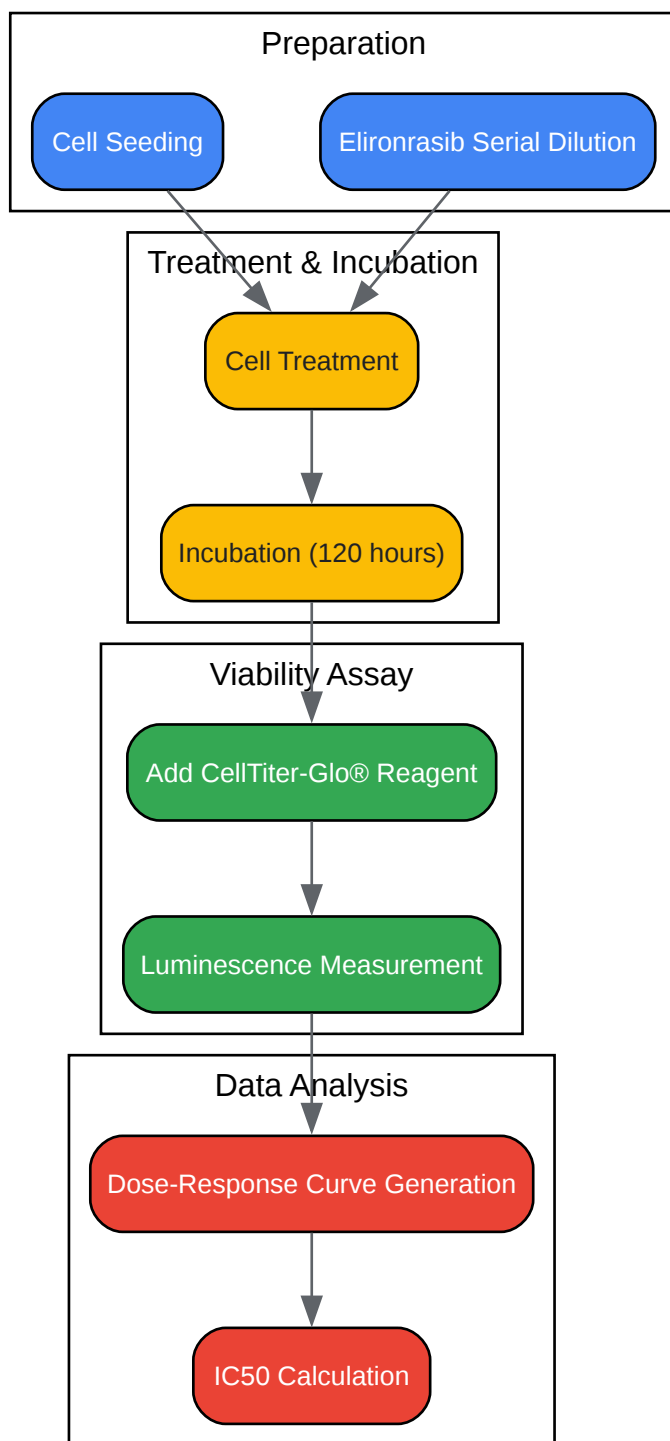 Preparation
Cell Seeding
Elironrasib Serial Dilution
Treatment & Incubation
Cell Treatment
Incubation (120 hours)
Viability Assay
Add CellTiter-Glo® Reagent
Luminescence Measurement
Data Analysis
Dose-Response Curve Generation
IC50 Calculation